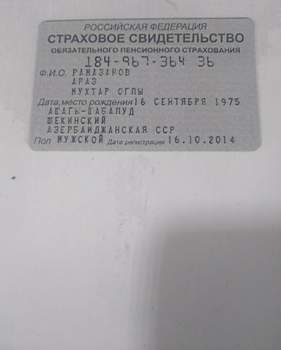 РОССИЙСКАЯ ФЕДЕРАЦИЯ
СТРАХОВОЕ СВИДЕТЕЛЬСТВО
ОБЯЗАТЕЛЬНОГО ПЕНСИОННОГО СТРАХОВАНИЯ
184-967-364 36
Ф.И.О. РАМАЗАНОВ
АРАЗ
МУХТАР ОГЛЫ
Дата, место рождения 16 СЕНТЯБРЯ 1975
АШАГЫ-ДАБАЛУД
ШЕКИНСКИЙ
АЗЕРБАЙДЖАНСКАЯ ССР
Пол МУЖСКОЙ Дата регистрации 16.10.2014